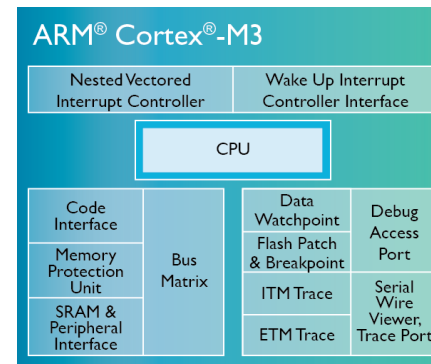 ARM® Cortex®-M3
Nested Vectored
Interrupt Controller
Wake Up Interrupt
Controller Interface
CPU
Code
Interface
Memory
Protection
Unit
SRAM &
Peripheral
Interface
Bus
Matrix
Data
Watchpoint
Flash Patch
& Breakpoint
ITM Trace
ETM Trace
Debug
Access
Port
Serial
Wire
Viewer,
Trace Port